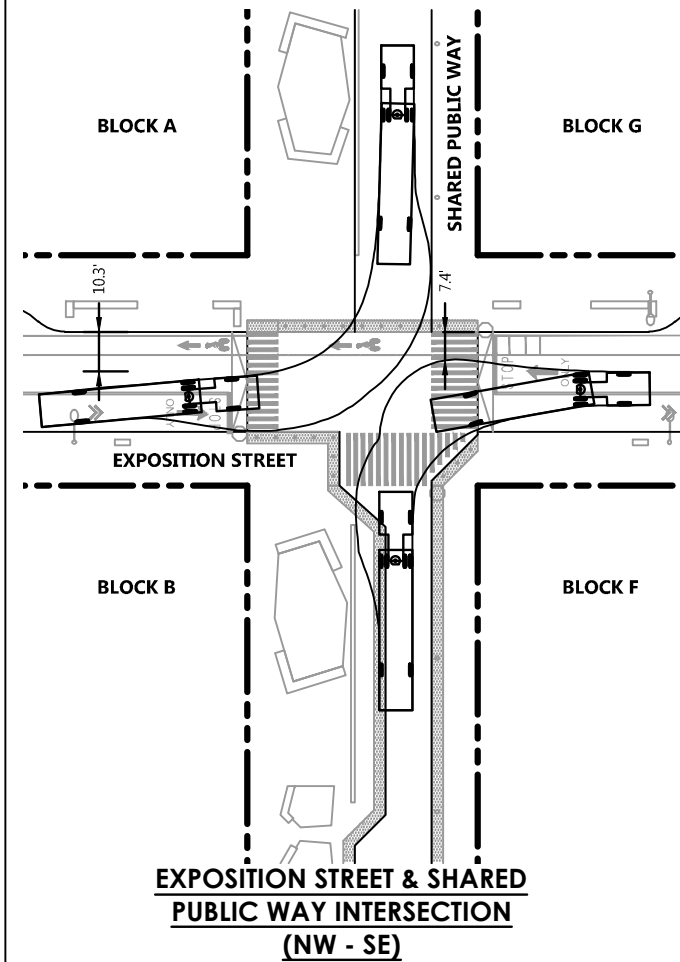 BLOCK A
SHARED PUBLIC WAY
BLOCK G
10.3'
7.4'
STOP
ONLY
ONLY
EXPOSITION STREET
BLOCK B
BLOCK F
EXPOSITION STREET & SHARED
PUBLIC WAY INTERSECTION
(NW - SE)